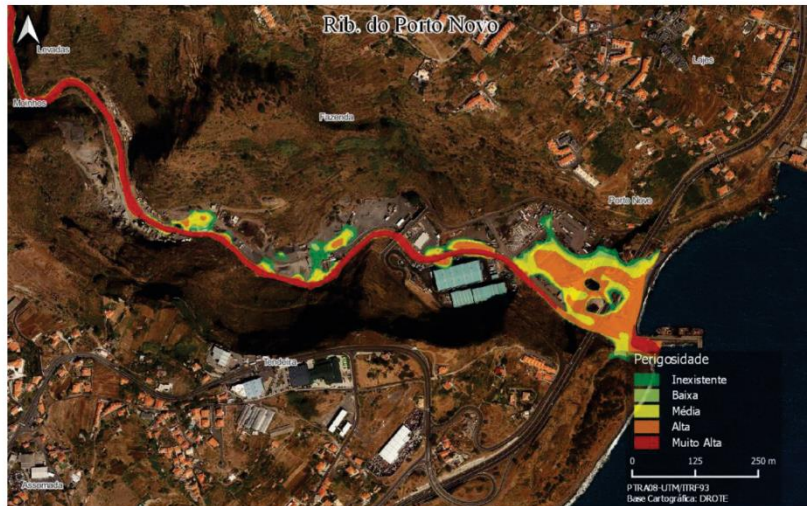 Rib. do Porto Novo
Levadas
Lajes
Moinhos
Fazenda
Porto Novo
Tendeira
Assomada
Perigosidade
Inexistente
Baixa
Média
Alta
Muito Alta
0 125 250 m
PTRA08-UTM/ITRF93
Base Cartográfica: DROTE